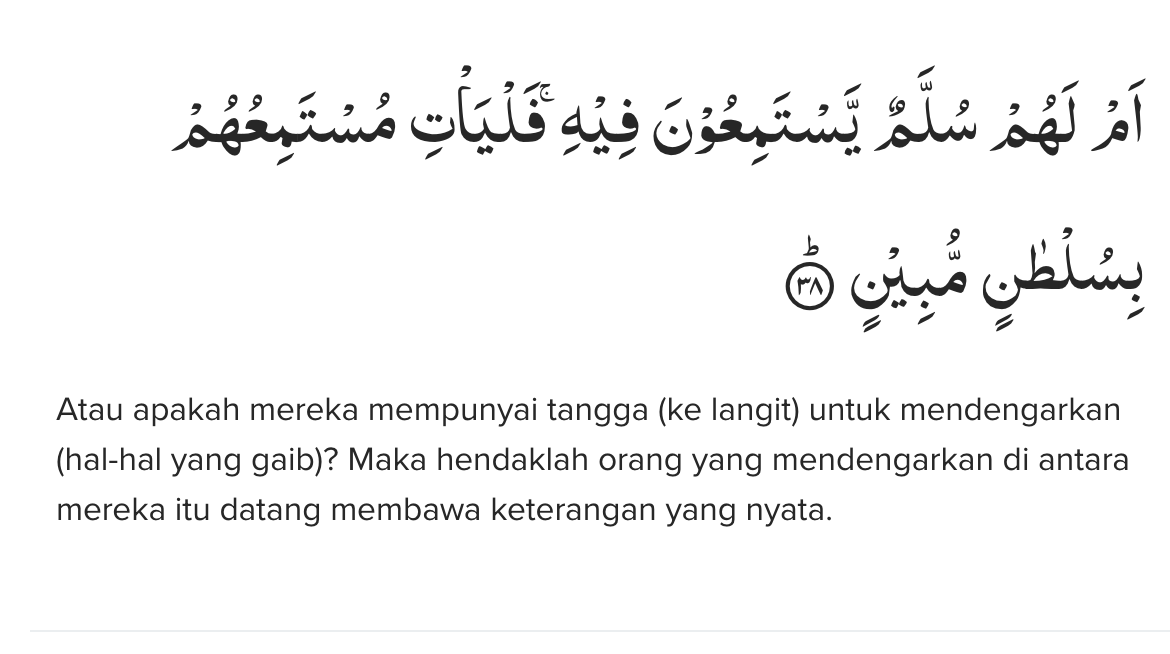 اَمْ لَهُمْ سُلَّمٌ يَّسْتَمِعُوْنَ فِيْهِۚ فَلْيَأْتِ مُسْتَمِعُهُمْ
بِسُلْطٰنٍ مُّبِيْنٍۗ ٣٨
Atau apakah mereka mempunyai tangga (ke langit) untuk mendengarkan
(hal-hal yang gaib)? Maka hendaklah orang yang mendengarkan di antara
mereka itu datang membawa keterangan yang nyata.